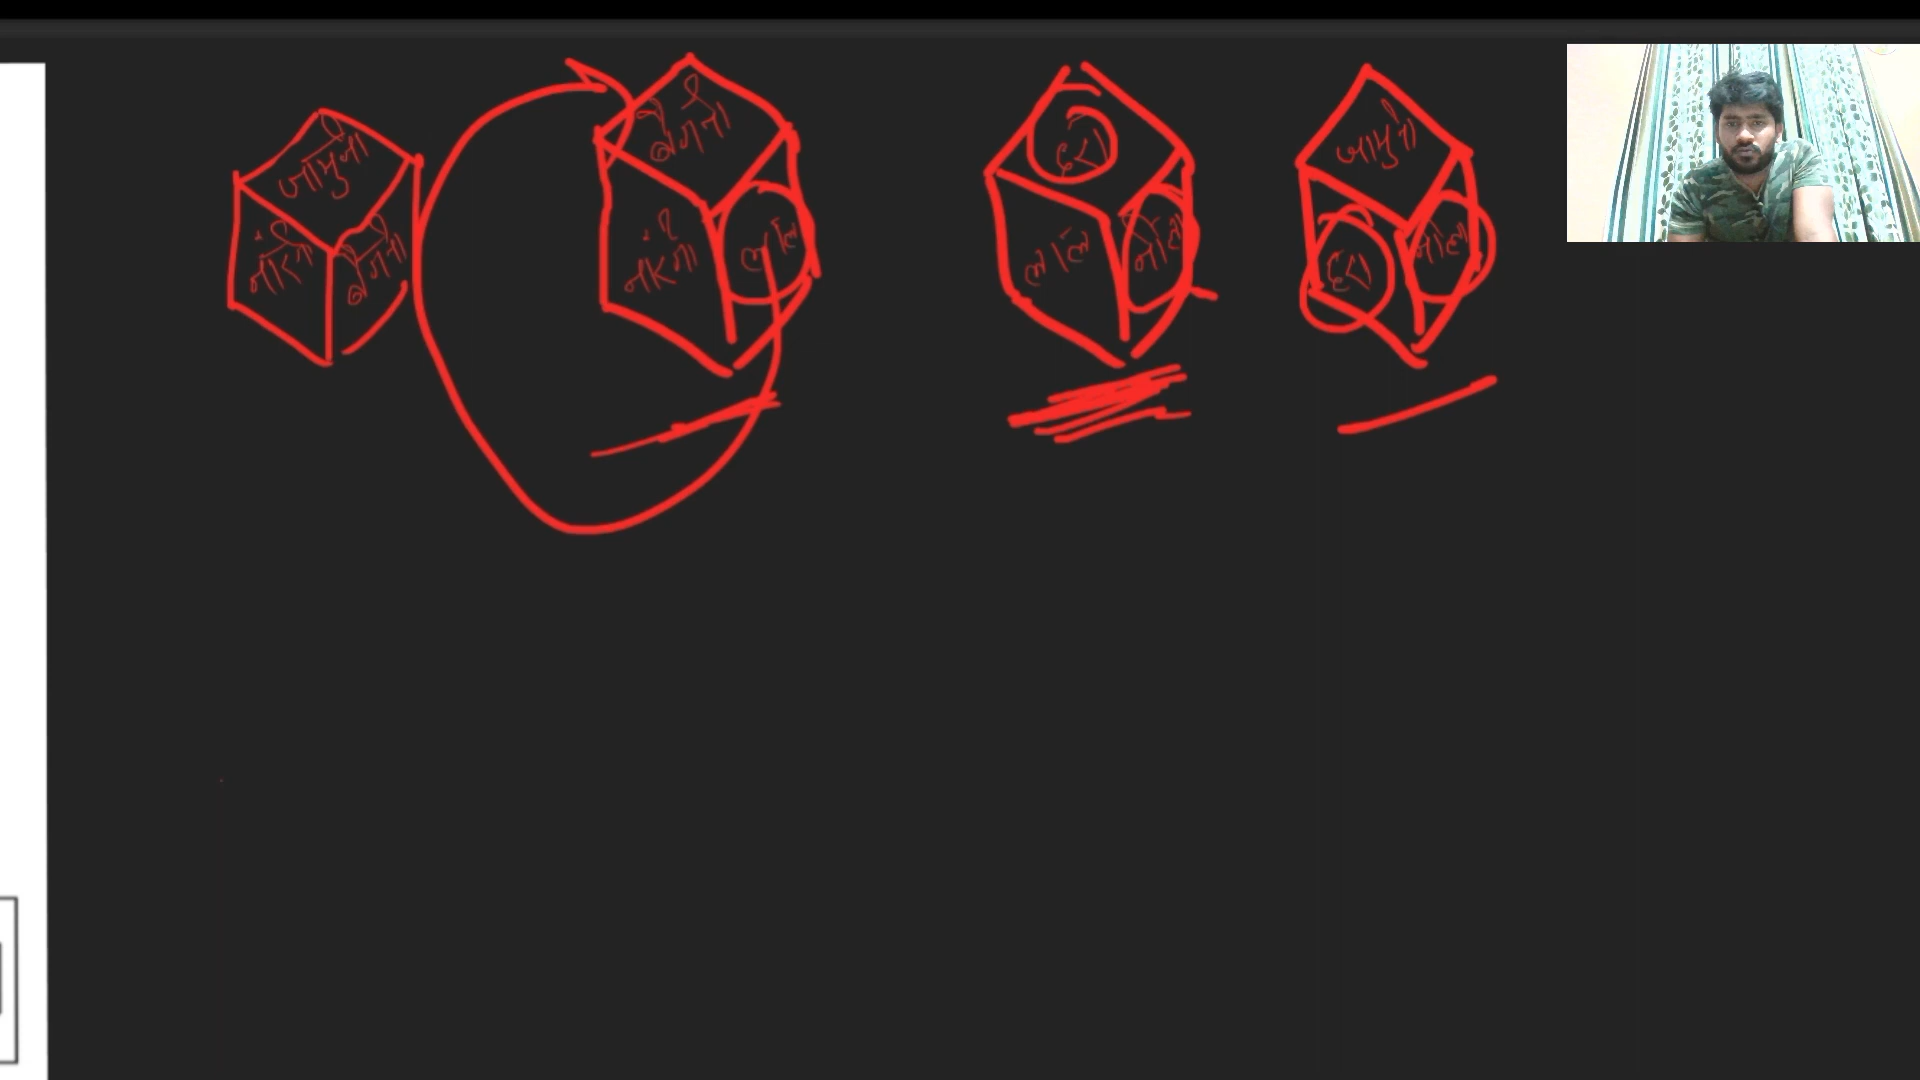 जामुनी
नारंगी
बैंगनी
बैंगनी
नारंगी
लाल
हरा
लाल
नीला
जामुनी
हरा
नीला